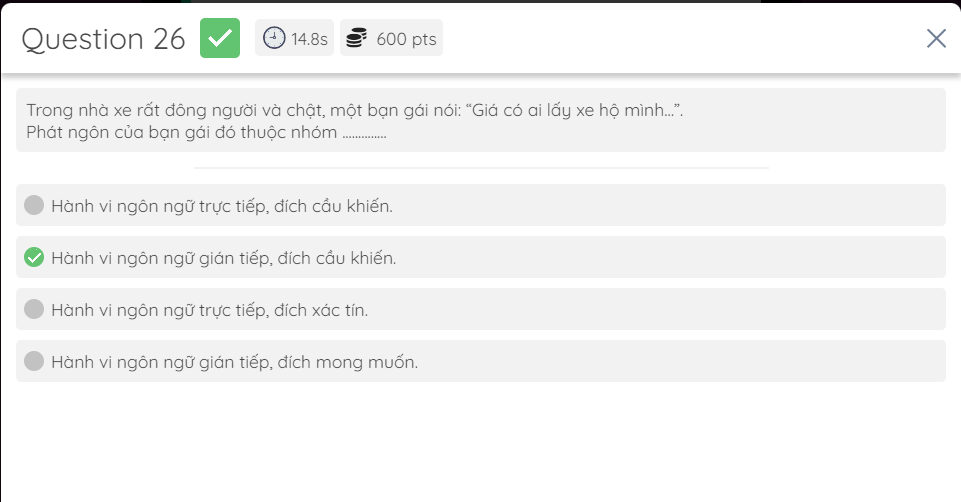 Question 26 14.8s 600 pts
Trong nhà xe rất đông người và chật, một bạn gái nói: “Giá có ai lấy xe hộ mình...”.
Phát ngôn của bạn gái đó thuộc nhóm ..............
Hành vi ngôn ngữ trực tiếp, đích cầu khiến.
Hành vi ngôn ngữ gián tiếp, đích cầu khiến.
Hành vi ngôn ngữ trực tiếp, đích xác tín.
Hành vi ngôn ngữ gián tiếp, đích mong muốn.